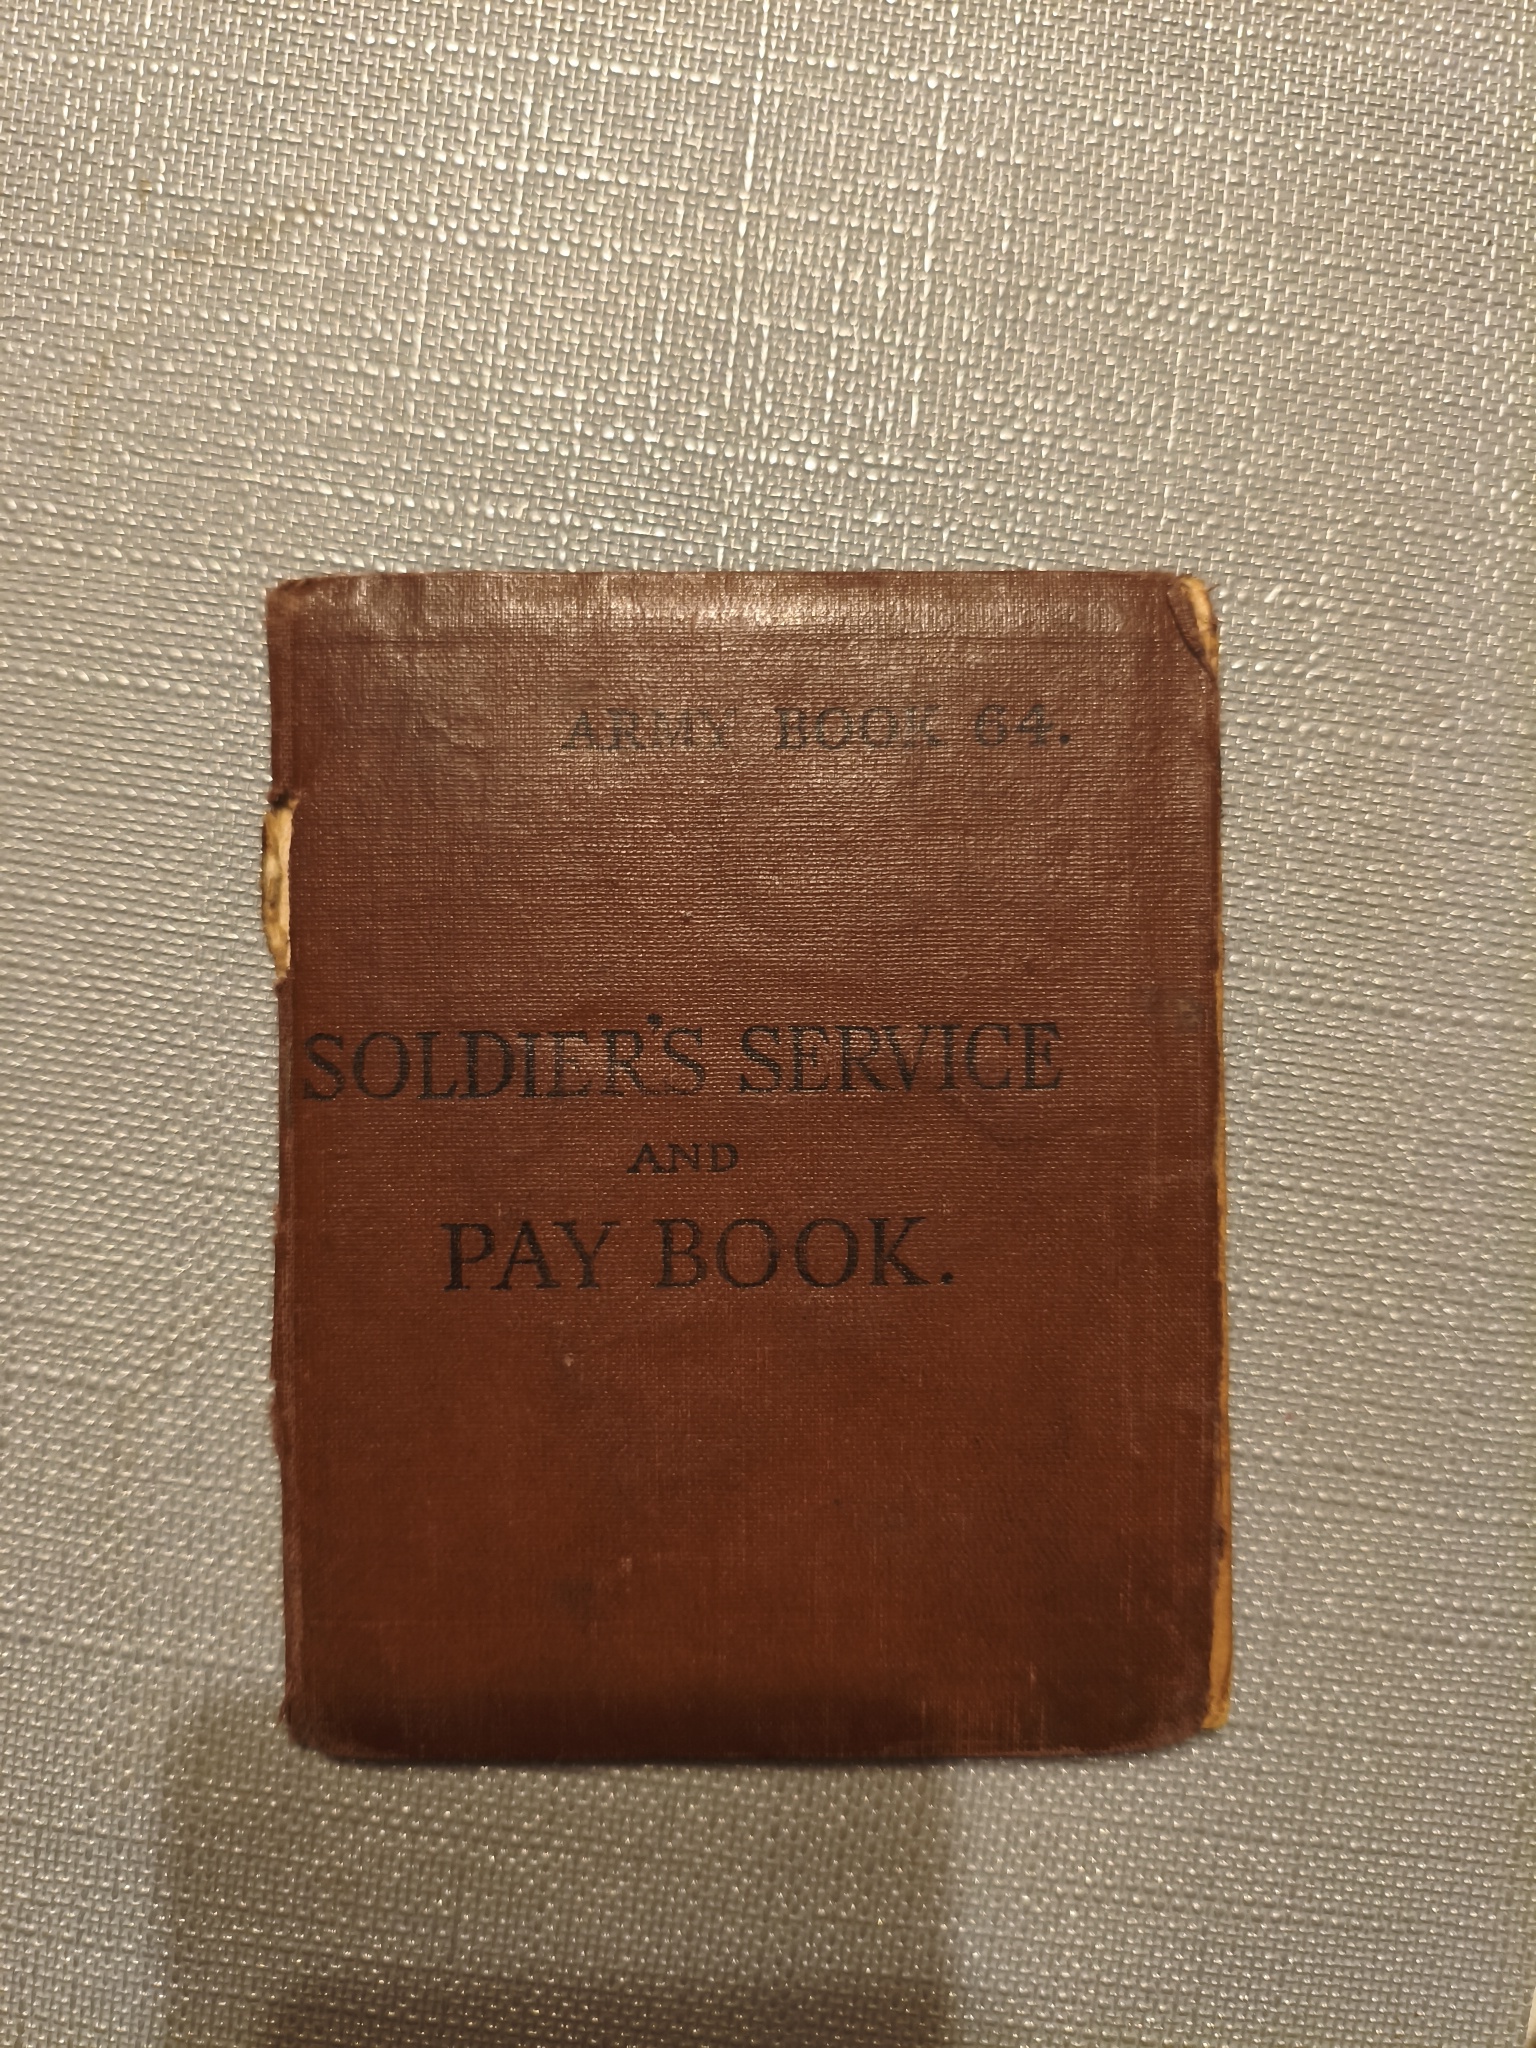 ARMY BOOK 64.
SOLDIER'S SERVICE
AND
PAY BOOK.